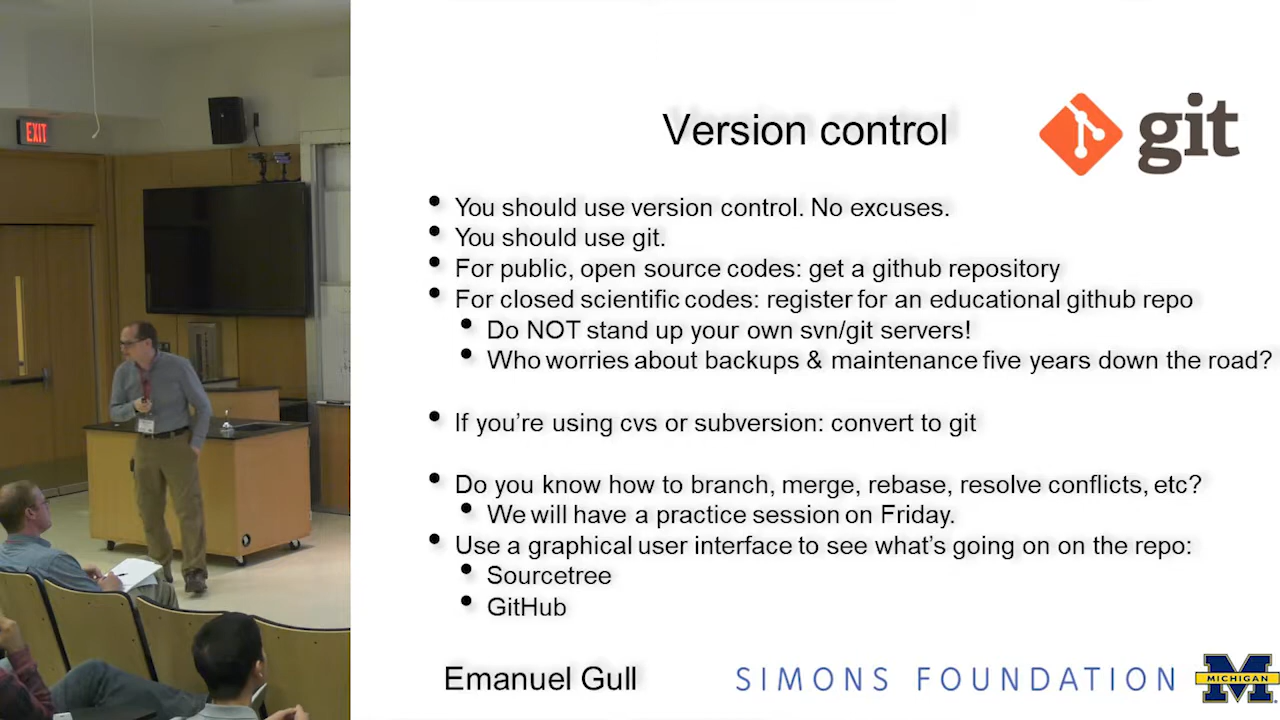 EXIT
Version control
git
You should use version control. No excuses.
You should use git.
For public, open source codes: get a github repository
For closed scientific codes: register for an educational github repo
Do NOT stand up your own svn/git servers!
Who worries about backups & maintenance five years down the road?
If you're using cvs or subversion: convert to git
Do you know how to branch, merge, rebase, resolve conflicts, etc?
We will have a practice session on Friday.
Use a graphical user interface to see what's going on on the repo:
Sourcetree
GitHub
Emanuel Gull
SIMONS FOUNDATION
M
MICHIGAN